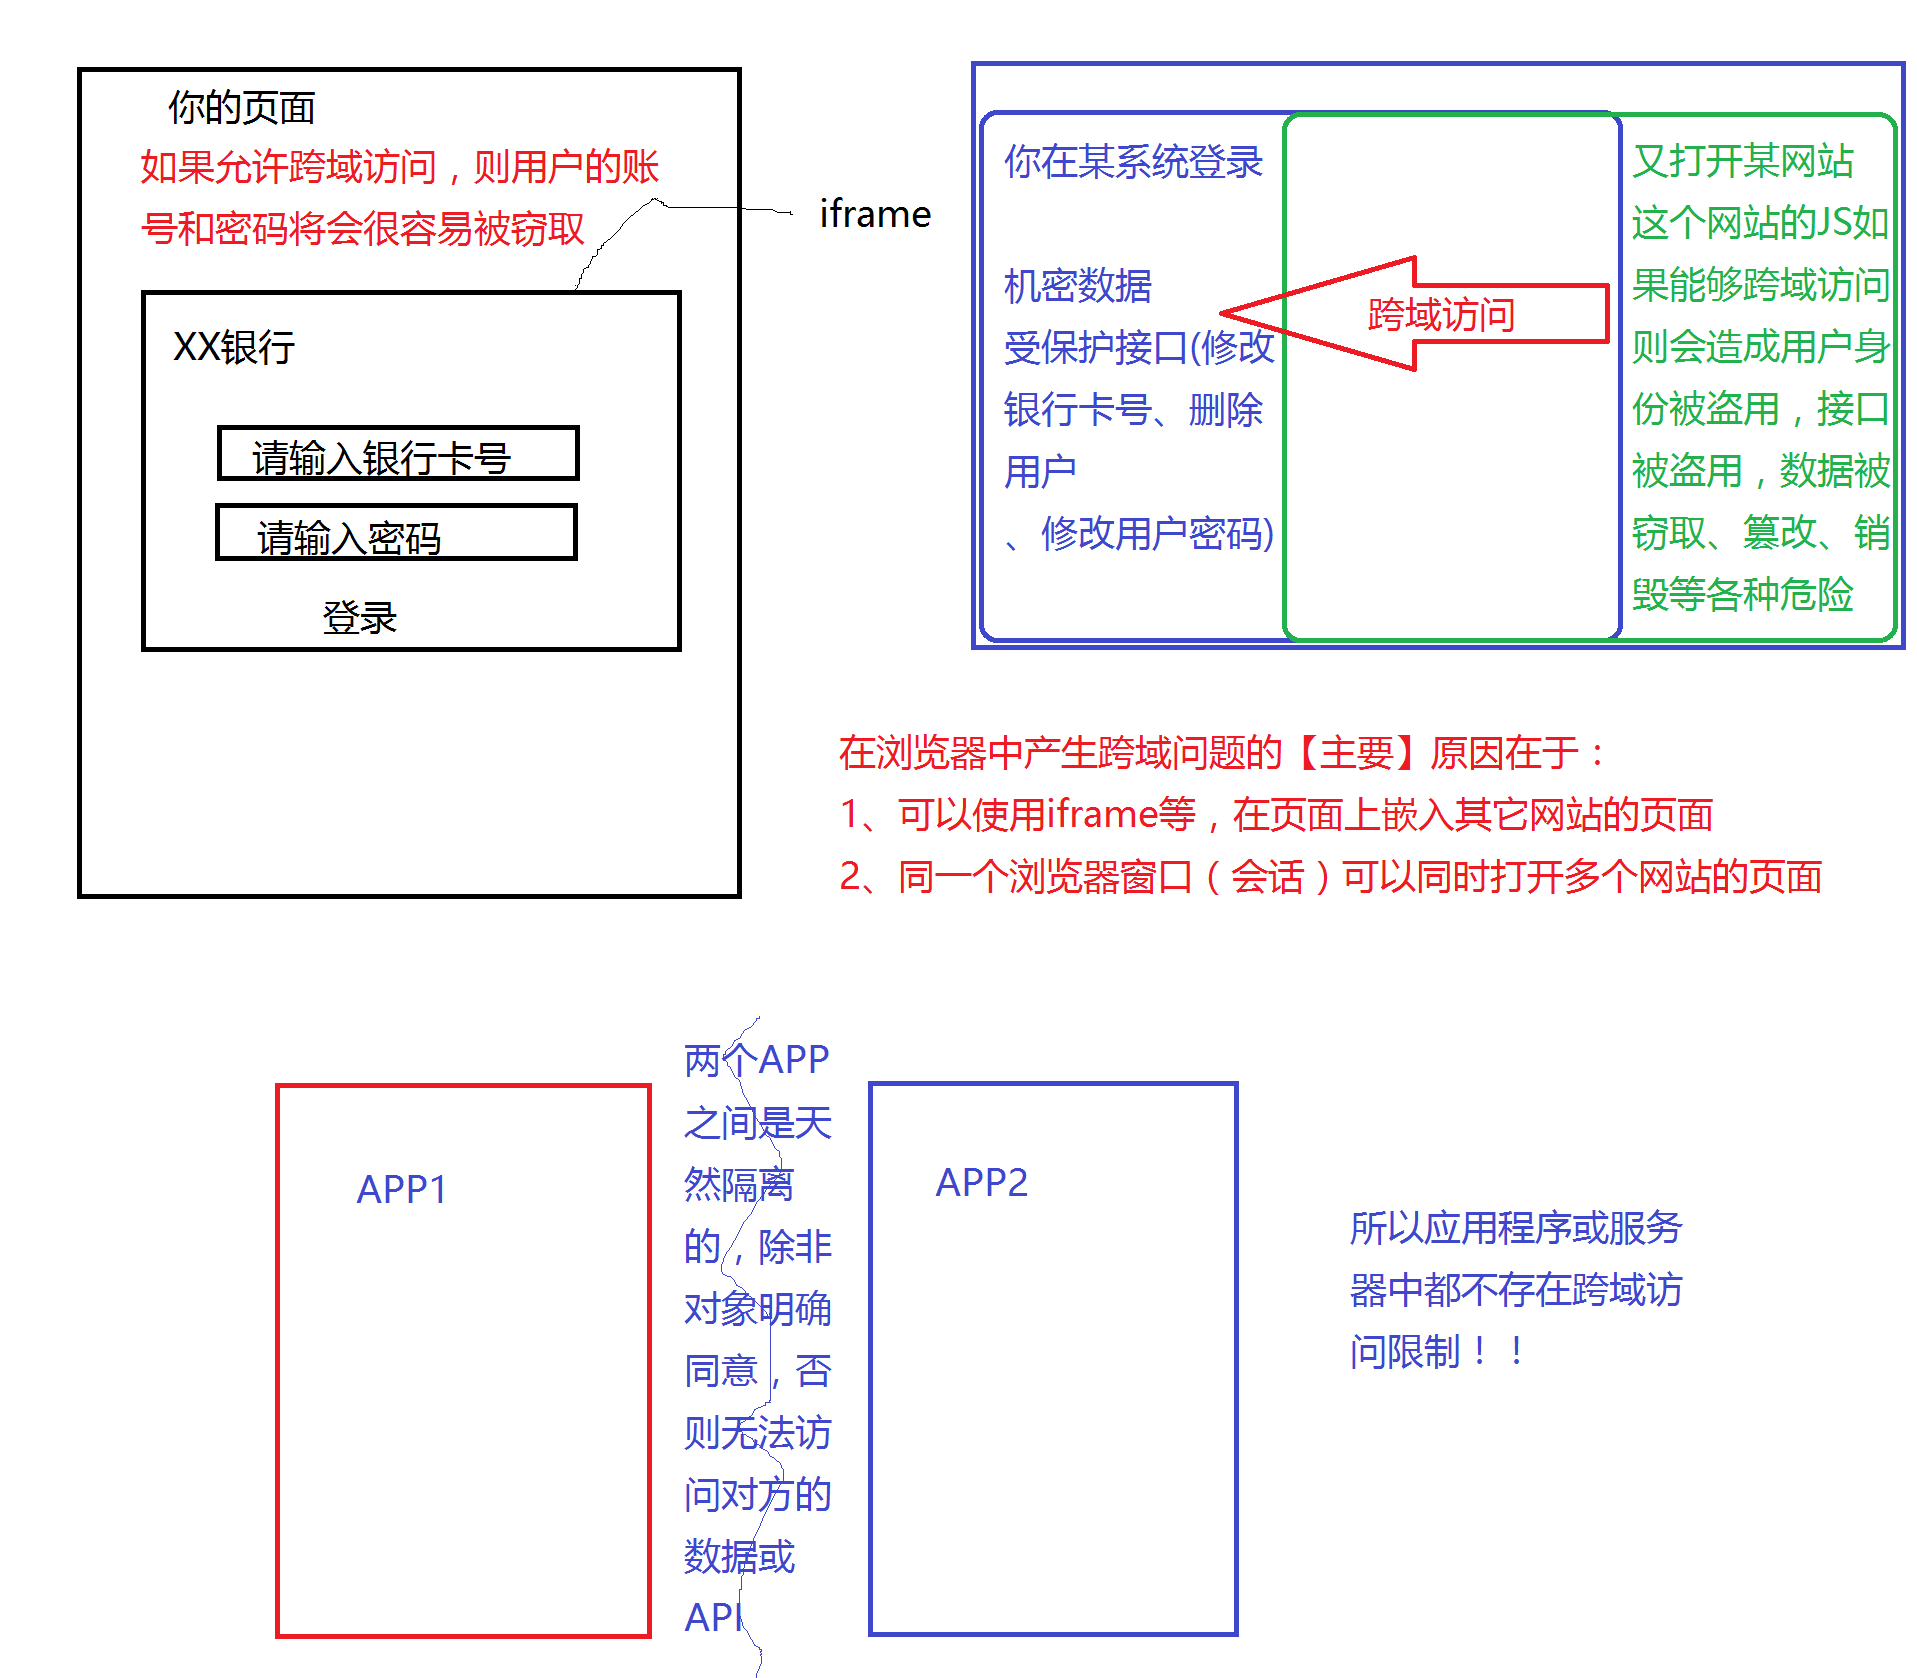 你的页面
如果允许跨域访问，则用户的账
号和密码将会很容易被窃取
iframe
XX银行
请输入银行卡号
请输入密码
登录
你在某系统登录
机密数据
受保护接口(修改
银行卡号、删除
用户
、修改用户密码)
跨域访问
又打开某网站
这个网站的JS如
果能够跨域访问
则会造成用户身
份被盗用，接口
被盗用，数据被
窃取、篡改、销
毁等各种危险
在浏览器中产生跨域问题的【主要】原因在于：
1、可以使用iframe等，在页面上嵌入其它网站的页面
2、同一个浏览器窗口（会话）可以同时打开多个网站的页面
APP1
两个APP
之间是天
然隔离
的，除非
对象明确
同意，否
则无法访
问对方的
数据或
API
APP2
所以应用程序或服务
器中都不存在跨域访
问限制！！